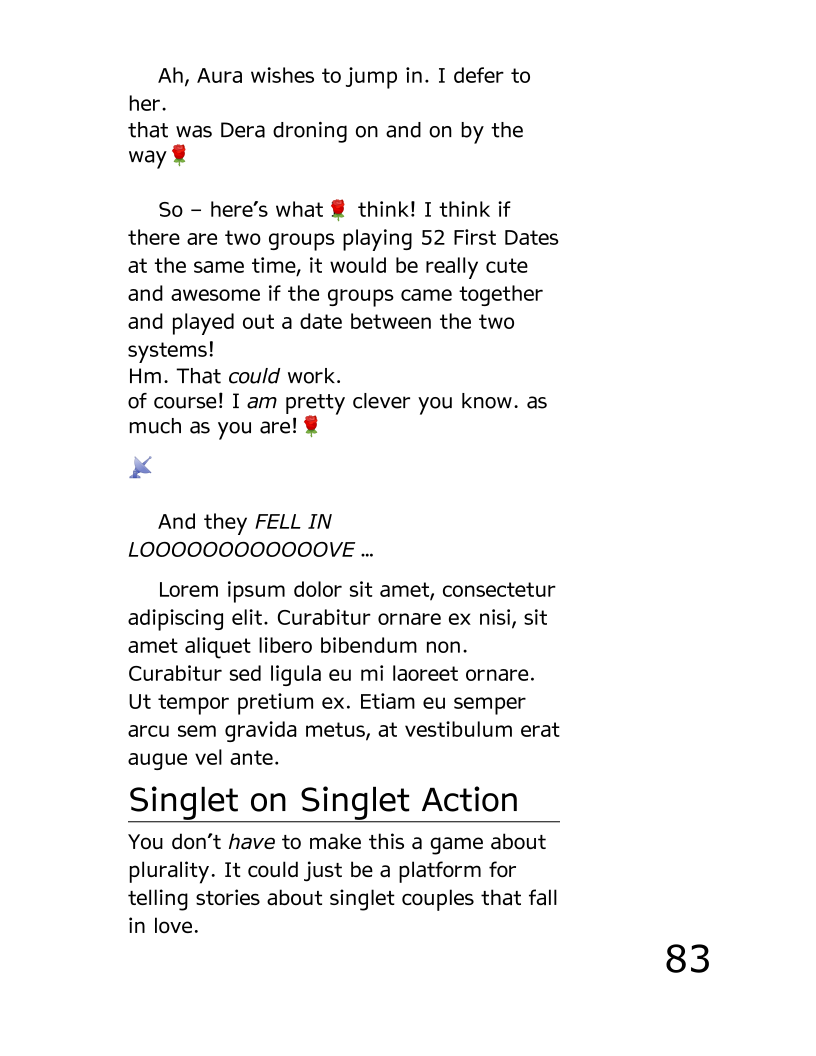 Ah, Aura wishes to jump in. I defer to
her.
that was Dera droning on and on by the
way🌹
So – here’s what🌹 think! I think if
there are two groups playing 52 First Dates
at the same time, it would be really cute
and awesome if the groups came together
and played out a date between the two
systems!
Hm. That could work.
of course! I am pretty clever you know. as
much as you are!🌹
📡
And they FELL IN
LOOOOOOOOOOOOVE …
Lorem ipsum dolor sit amet, consectetur
adipiscing elit. Curabitur ornare ex nisi, sit
amet aliquet libero bibendum non.
Curabitur sed ligula eu mi laoreet ornare.
Ut tempor pretium ex. Etiam eu semper
arcu sem gravida metus, at vestibulum erat
augue vel ante.
Singlet on Singlet Action
You don’t have to make this a game about
plurality. It could just be a platform for
telling stories about singlet couples that fall
in love.
83